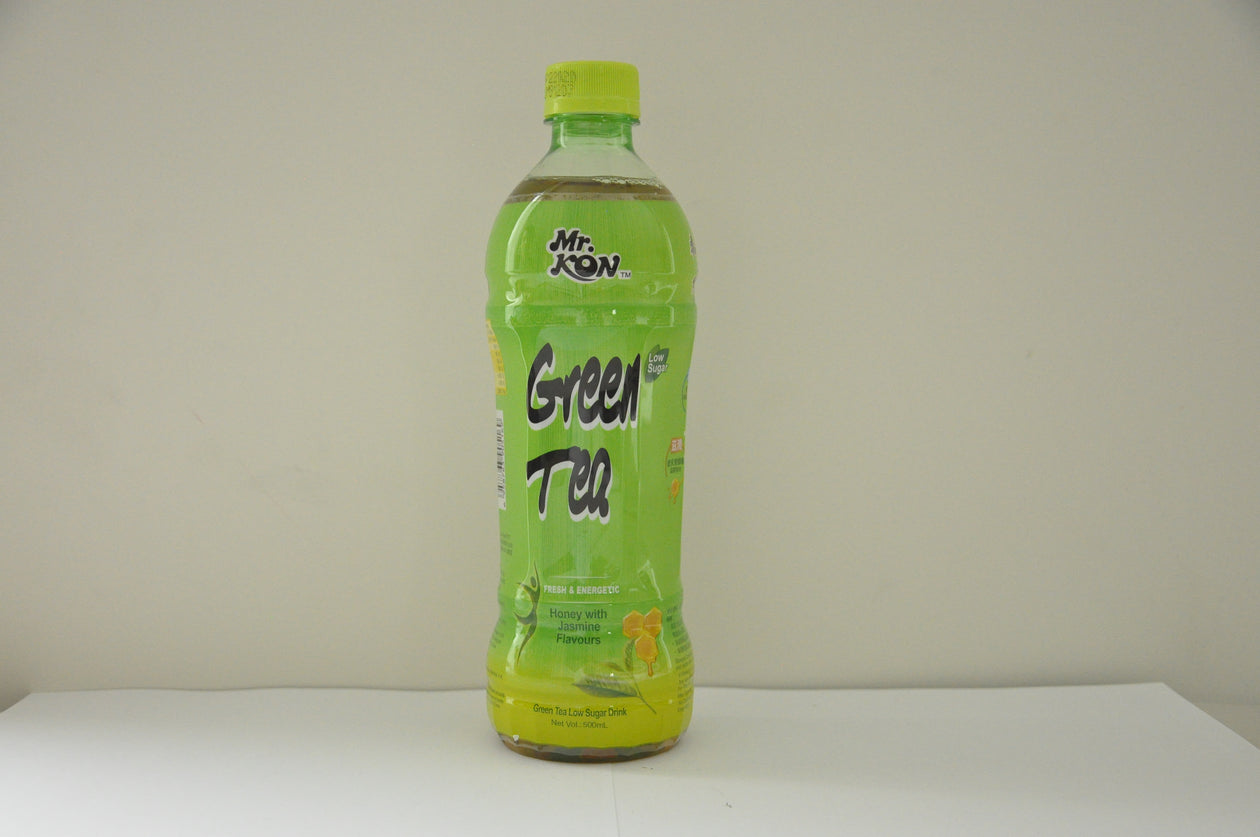 Mr.
KON TM
Green
Tea
Low
Sugar
FRESH & ENERGETIC
Honey with
Jasmine
Flavours
Green Tea Low Sugar Drink
Net Vol.: 500mL